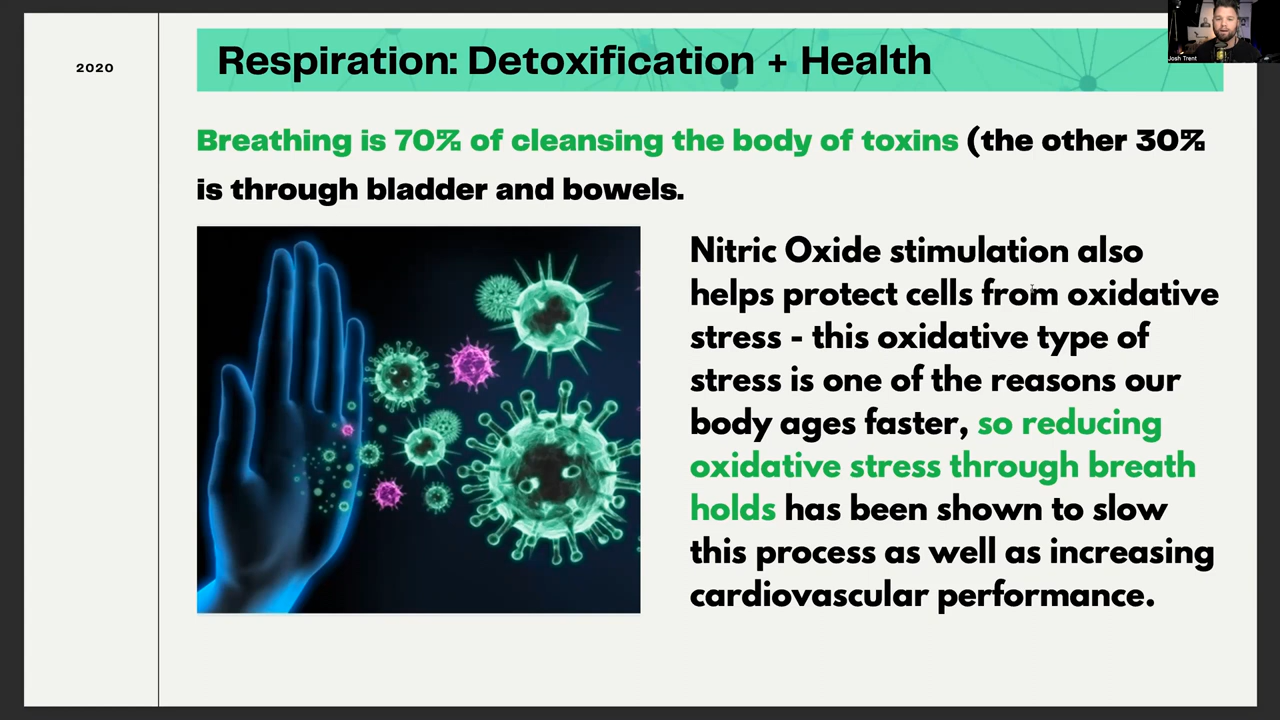 2020
Respiration: Detoxification + Health
Breathing is 70% of cleansing the body of toxins (the other 30%
is through bladder and bowels.
Nitric Oxide stimulation also
helps protect cells from oxidative
stress - this oxidative type of
stress is one of the reasons our
body ages faster, so reducing
oxidative stress through breath
holds has been shown to slow
this process as well as increasing
cardiovascular performance.
Josh Trent